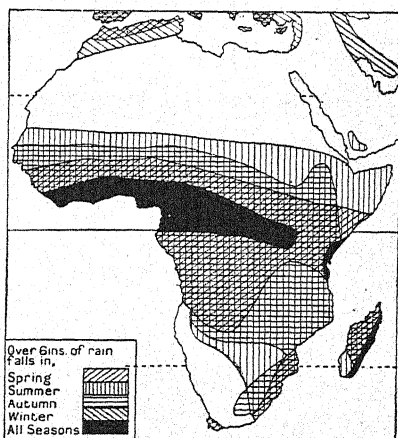 Over 6ins. of rain
falls in,
Spring
Summer
Autumn
Winter
All Seasons